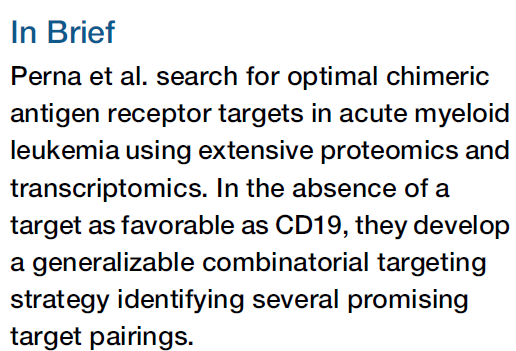 In Brief
Perna et al. search for optimal chimeric
antigen receptor targets in acute myeloid
leukemia using extensive proteomics and
transcriptomics. In the absence of a
target as favorable as CD19, they develop
a generalizable combinatorial targeting
strategy identifying several promising
target pairings.